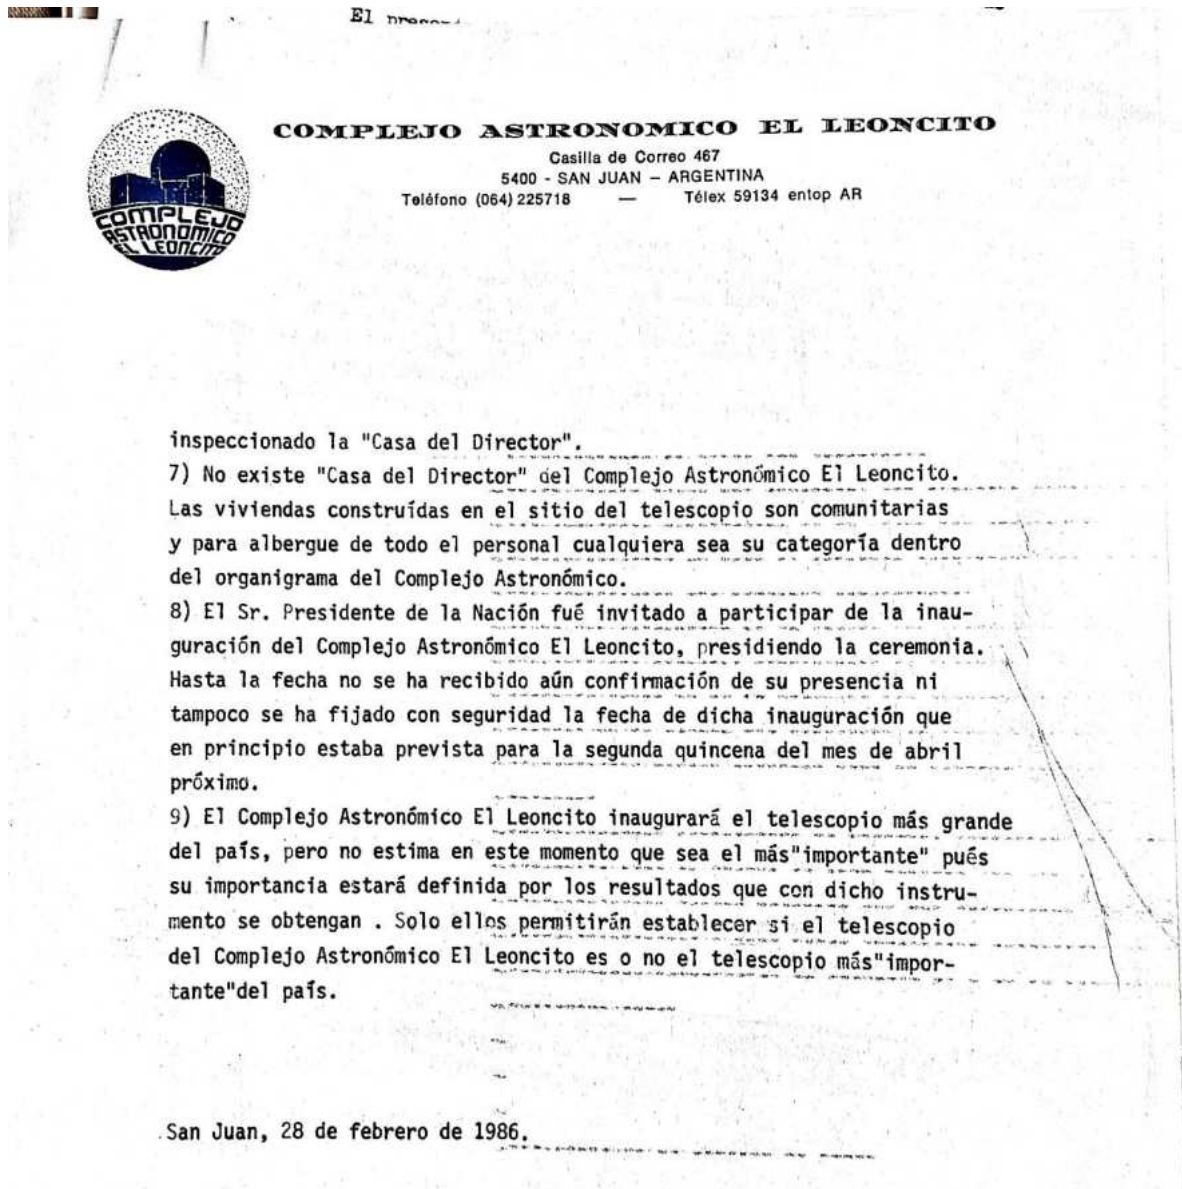 El
COMPLEJO ASTRONOMICO EL LEONCITO
Casilla de Correo 467
5400 - SAN JUAN – ARGENTINA
Teléfono (064) 225718 — Télex 59134 entop AR
COMPLEJO
ASTRONOMICO
EL LEONCITO
inspeccionado la "Casa del Director".
7) No existe "Casa del Director" del Complejo Astronómico El Leoncito.
Las viviendas construídas en el sitio del telescopio son comunitarias
y para albergue de todo el personal cualquiera sea su categoría dentro
del organigrama del Complejo Astronómico.
8) El Sr. Presidente de la Nación fué invitado a participar de la inau-
guración del Complejo Astronómico El Leoncito, presidiendo la ceremonia.
Hasta la fecha no se ha recibido aún confirmación de su presencia ni
tampoco se ha fijado con seguridad la fecha de dicha inauguración que
en principio estaba prevista para la segunda quincena del mes de abril
próximo.
9) El Complejo Astronómico El Leoncito inaugurará el telescopio más grande
del país, pero no estima en este momento que sea el más"importante" pués
su importancia estará definida por los resultados que con dicho instru-
mento se obtengan . Solo ellos permitirán establecer si el telescopio
del Complejo Astronómico El Leoncito es o no el telescopio más"impor-
tante"del país.
San Juan, 28 de febrero de 1986.